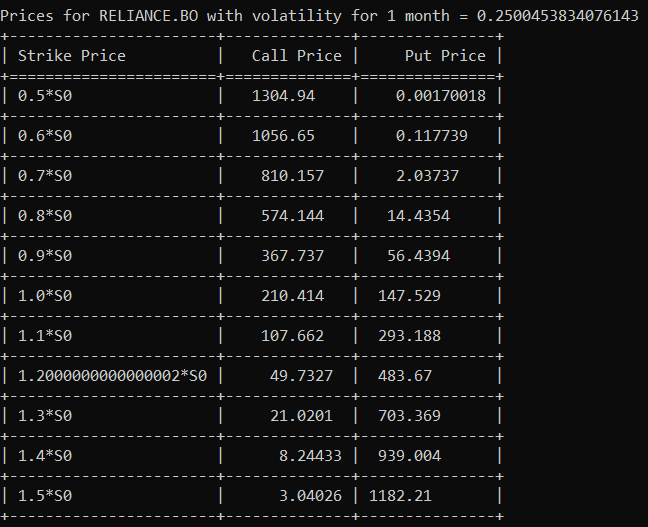 Prices for RELIANCE.BO with volatility for 1 month = 0.2500453834076143
+-----------------------+--------------+---------------+
| Strike Price          |   Call Price |     Put Price |
+=======================+==============+===============+
| 0.5*S0                |   1304.94    |    0.00170018 |
+-----------------------+--------------+---------------+
| 0.6*S0                |   1056.65    |    0.117739   |
+-----------------------+--------------+---------------+
| 0.7*S0                |    810.157   |    2.03737    |
+-----------------------+--------------+---------------+
| 0.8*S0                |    574.144   |   14.4354     |
+-----------------------+--------------+---------------+
| 0.9*S0                |    367.737   |   56.4394     |
+-----------------------+--------------+---------------+
| 1.0*S0                |    210.414   |  147.529      |
+-----------------------+--------------+---------------+
| 1.1*S0                |    107.662   |  293.188      |
+-----------------------+--------------+---------------+
| 1.2000000000000002*S0 |     49.7327  |  483.67       |
+-----------------------+--------------+---------------+
| 1.3*S0                |     21.0201  |  703.369      |
+-----------------------+--------------+---------------+
| 1.4*S0                |      8.24433 |  939.004      |
+-----------------------+--------------+---------------+
| 1.5*S0                |      3.04026 | 1182.21       |
+-----------------------+--------------+---------------+